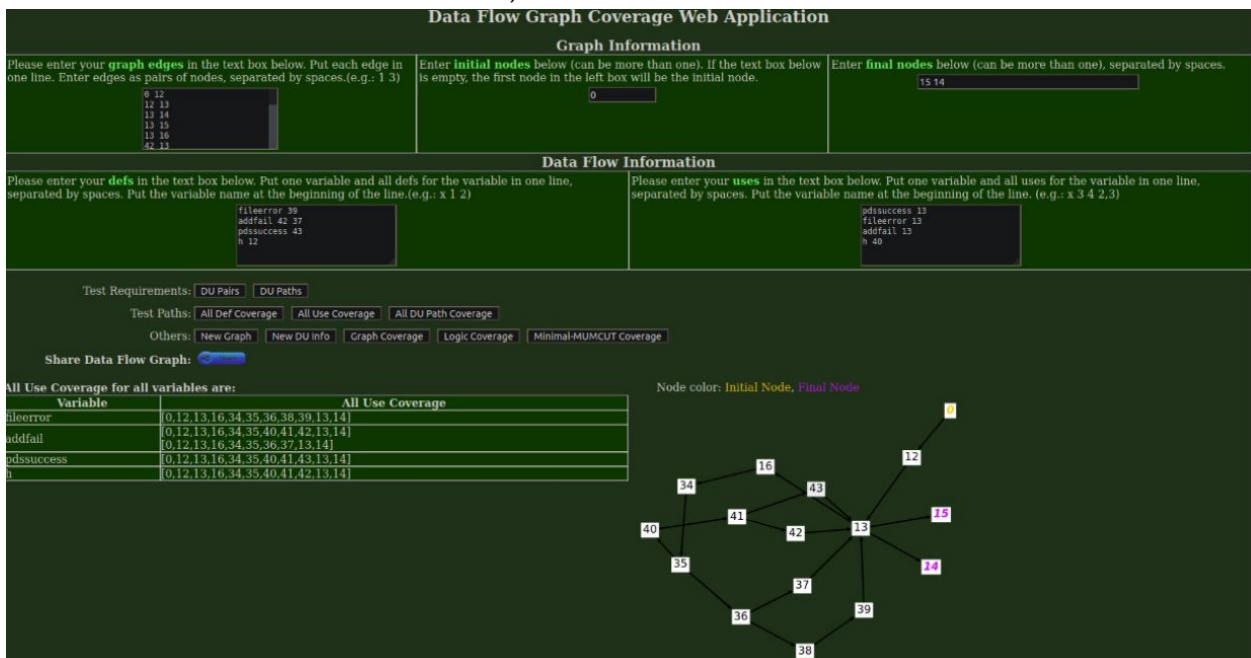 Data Flow Graph Coverage Web Application
Graph Information
Please enter your graph edges in the text box below. Put each edge in
one line. Enter edges as pairs of nodes, separated by spaces.(e.g.: 1 3)
0 12
12 13
13 14
13 15
13 16
42 13
Enter initial nodes below (can be more than one). If the text box below
is empty, the first node in the left box will be the initial node.
0
Enter final nodes below (can be more than one), separated by spaces.
15 14
Data Flow Information
Please enter your defs in the text box below. Put one variable and all defs for the variable in one line,
separated by spaces. Put the variable name at the beginning of the line.(e.g.: x 1 2)
fileerror 39
addfail 42 37
pdssuccess 43
h 12
Please enter your uses in the text box below. Put one variable and all uses for the variable in one line,
separated by spaces. Put the variable name at the beginning of the line. (e.g.: x 3 4 2,3)
pdssuccess 13
fileerror 13
addfail 13
h 40
Test Requirements: DU Pairs DU Paths
Test Paths: All Def Coverage All Use Coverage All DU Path Coverage
Others: New Graph New DU Info Graph Coverage Logic Coverage Minimal-MUMCUT Coverage
Share Data Flow Graph:
All Use Coverage for all variables are:
Variable All Use Coverage
fileerror [0,12,13,16,34,35,36,38,39,13,14]
addfail [0,12,13,16,34,35,40,41,42,13,14]
[0,12,13,16,34,35,36,37,13,14]
pdssuccess [0,12,13,16,34,35,40,41,43,13,14]
h [0,12,13,16,34,35,40,41,42,13,14]
Node color: Initial Node, Final Node
0
12
16
34
43
41
15
40
42
13
35
14
37
36
39
38